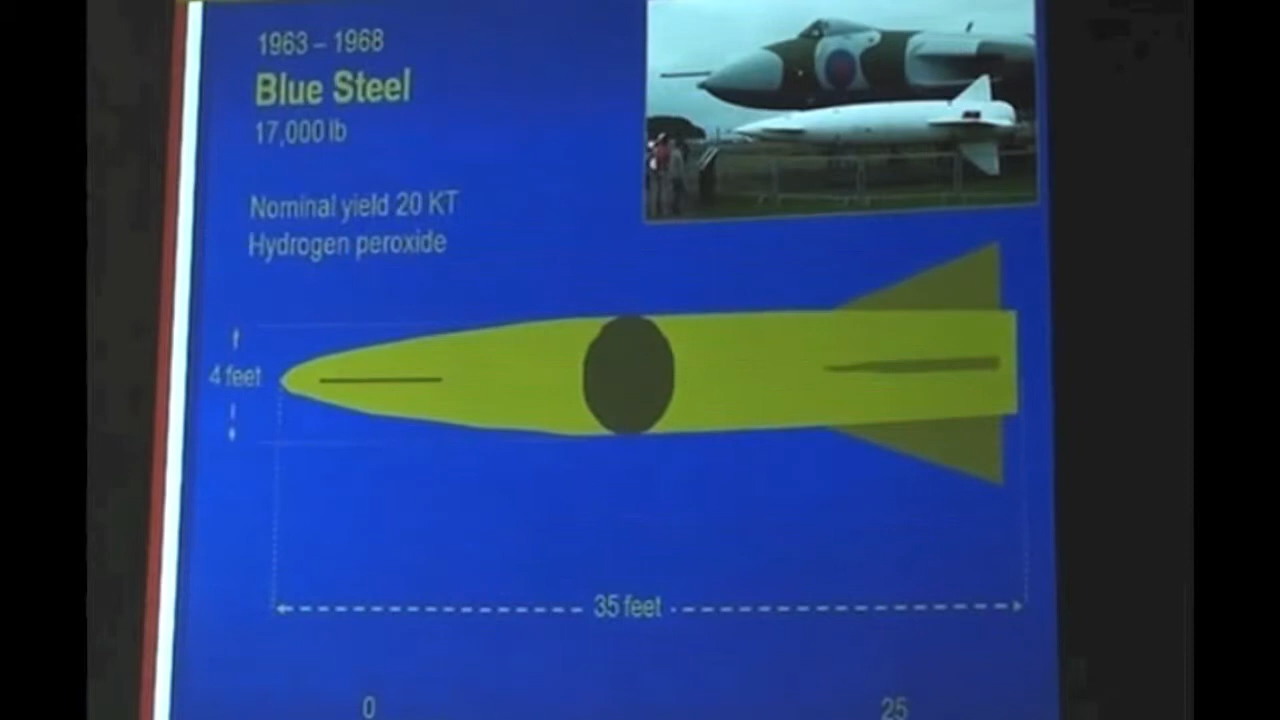 1963 – 1968
Blue Steel
17,000 lb
Nominal yield 20 KT
Hydrogen peroxide
4 feet
35 feet
0
25